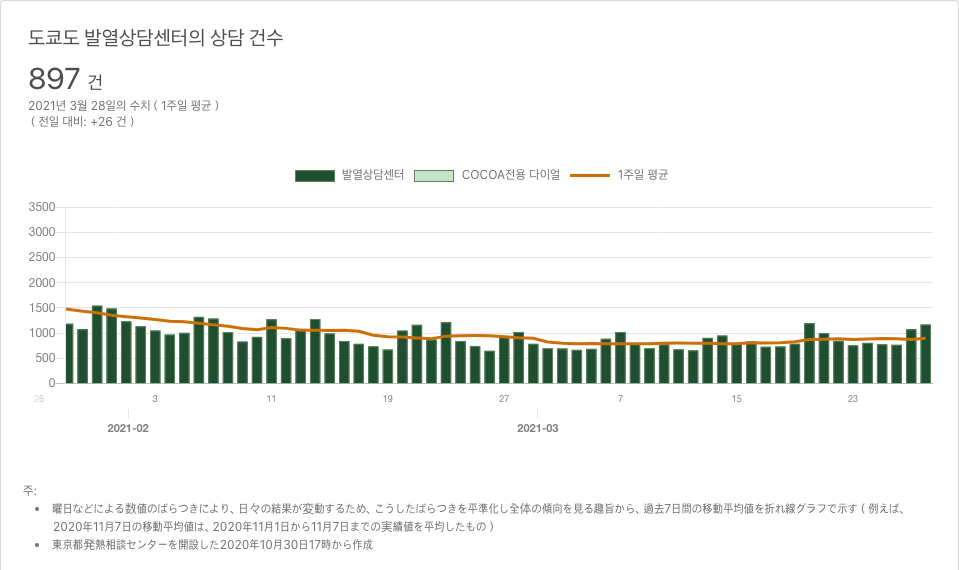 도쿄도 발열상담센터의 상담 건수
897 건
2021년 3월 28일의 수치 ( 1주일 평균 )
( 전일 대비: +26 건 )
발열상담센터 COCOA전용 다이얼 1주일 평균
3500
3000
2500
2000
1500
1000
500
0
26 3 11 19 27 7 15 23
2021-02 2021-03
주:
曜日などによる数値のばらつきにより、日々の結果が変動するため、こうしたばらつきを平準化し全体の傾向を見る趣旨から、過去7日間の移動平均値を折れ線グラフで示す ( 例えば、
2020年11月7日の移動平均値は、2020年11月1日から11月7日までの実績値を平均したもの )
東京都発熱相談センターを開設した2020年10月30日17時から作成